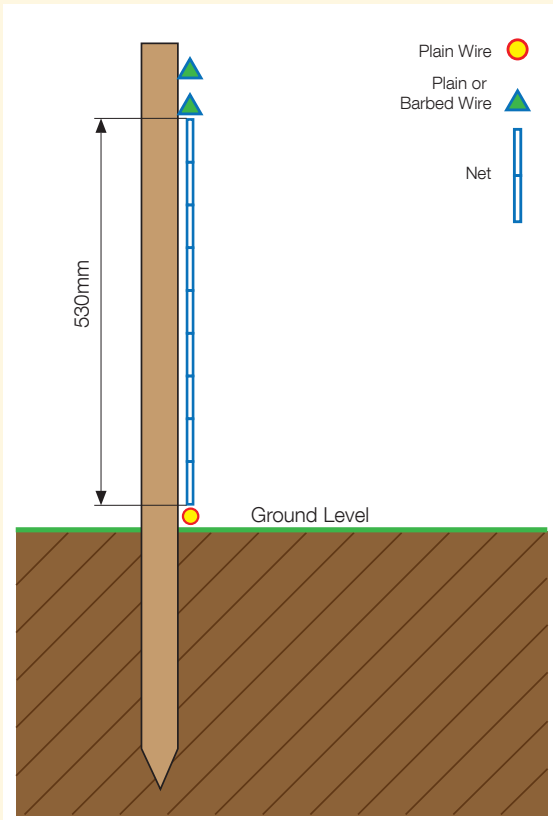 Plain Wire
Plain or
Barbed Wire
Net
530mm
Ground Level